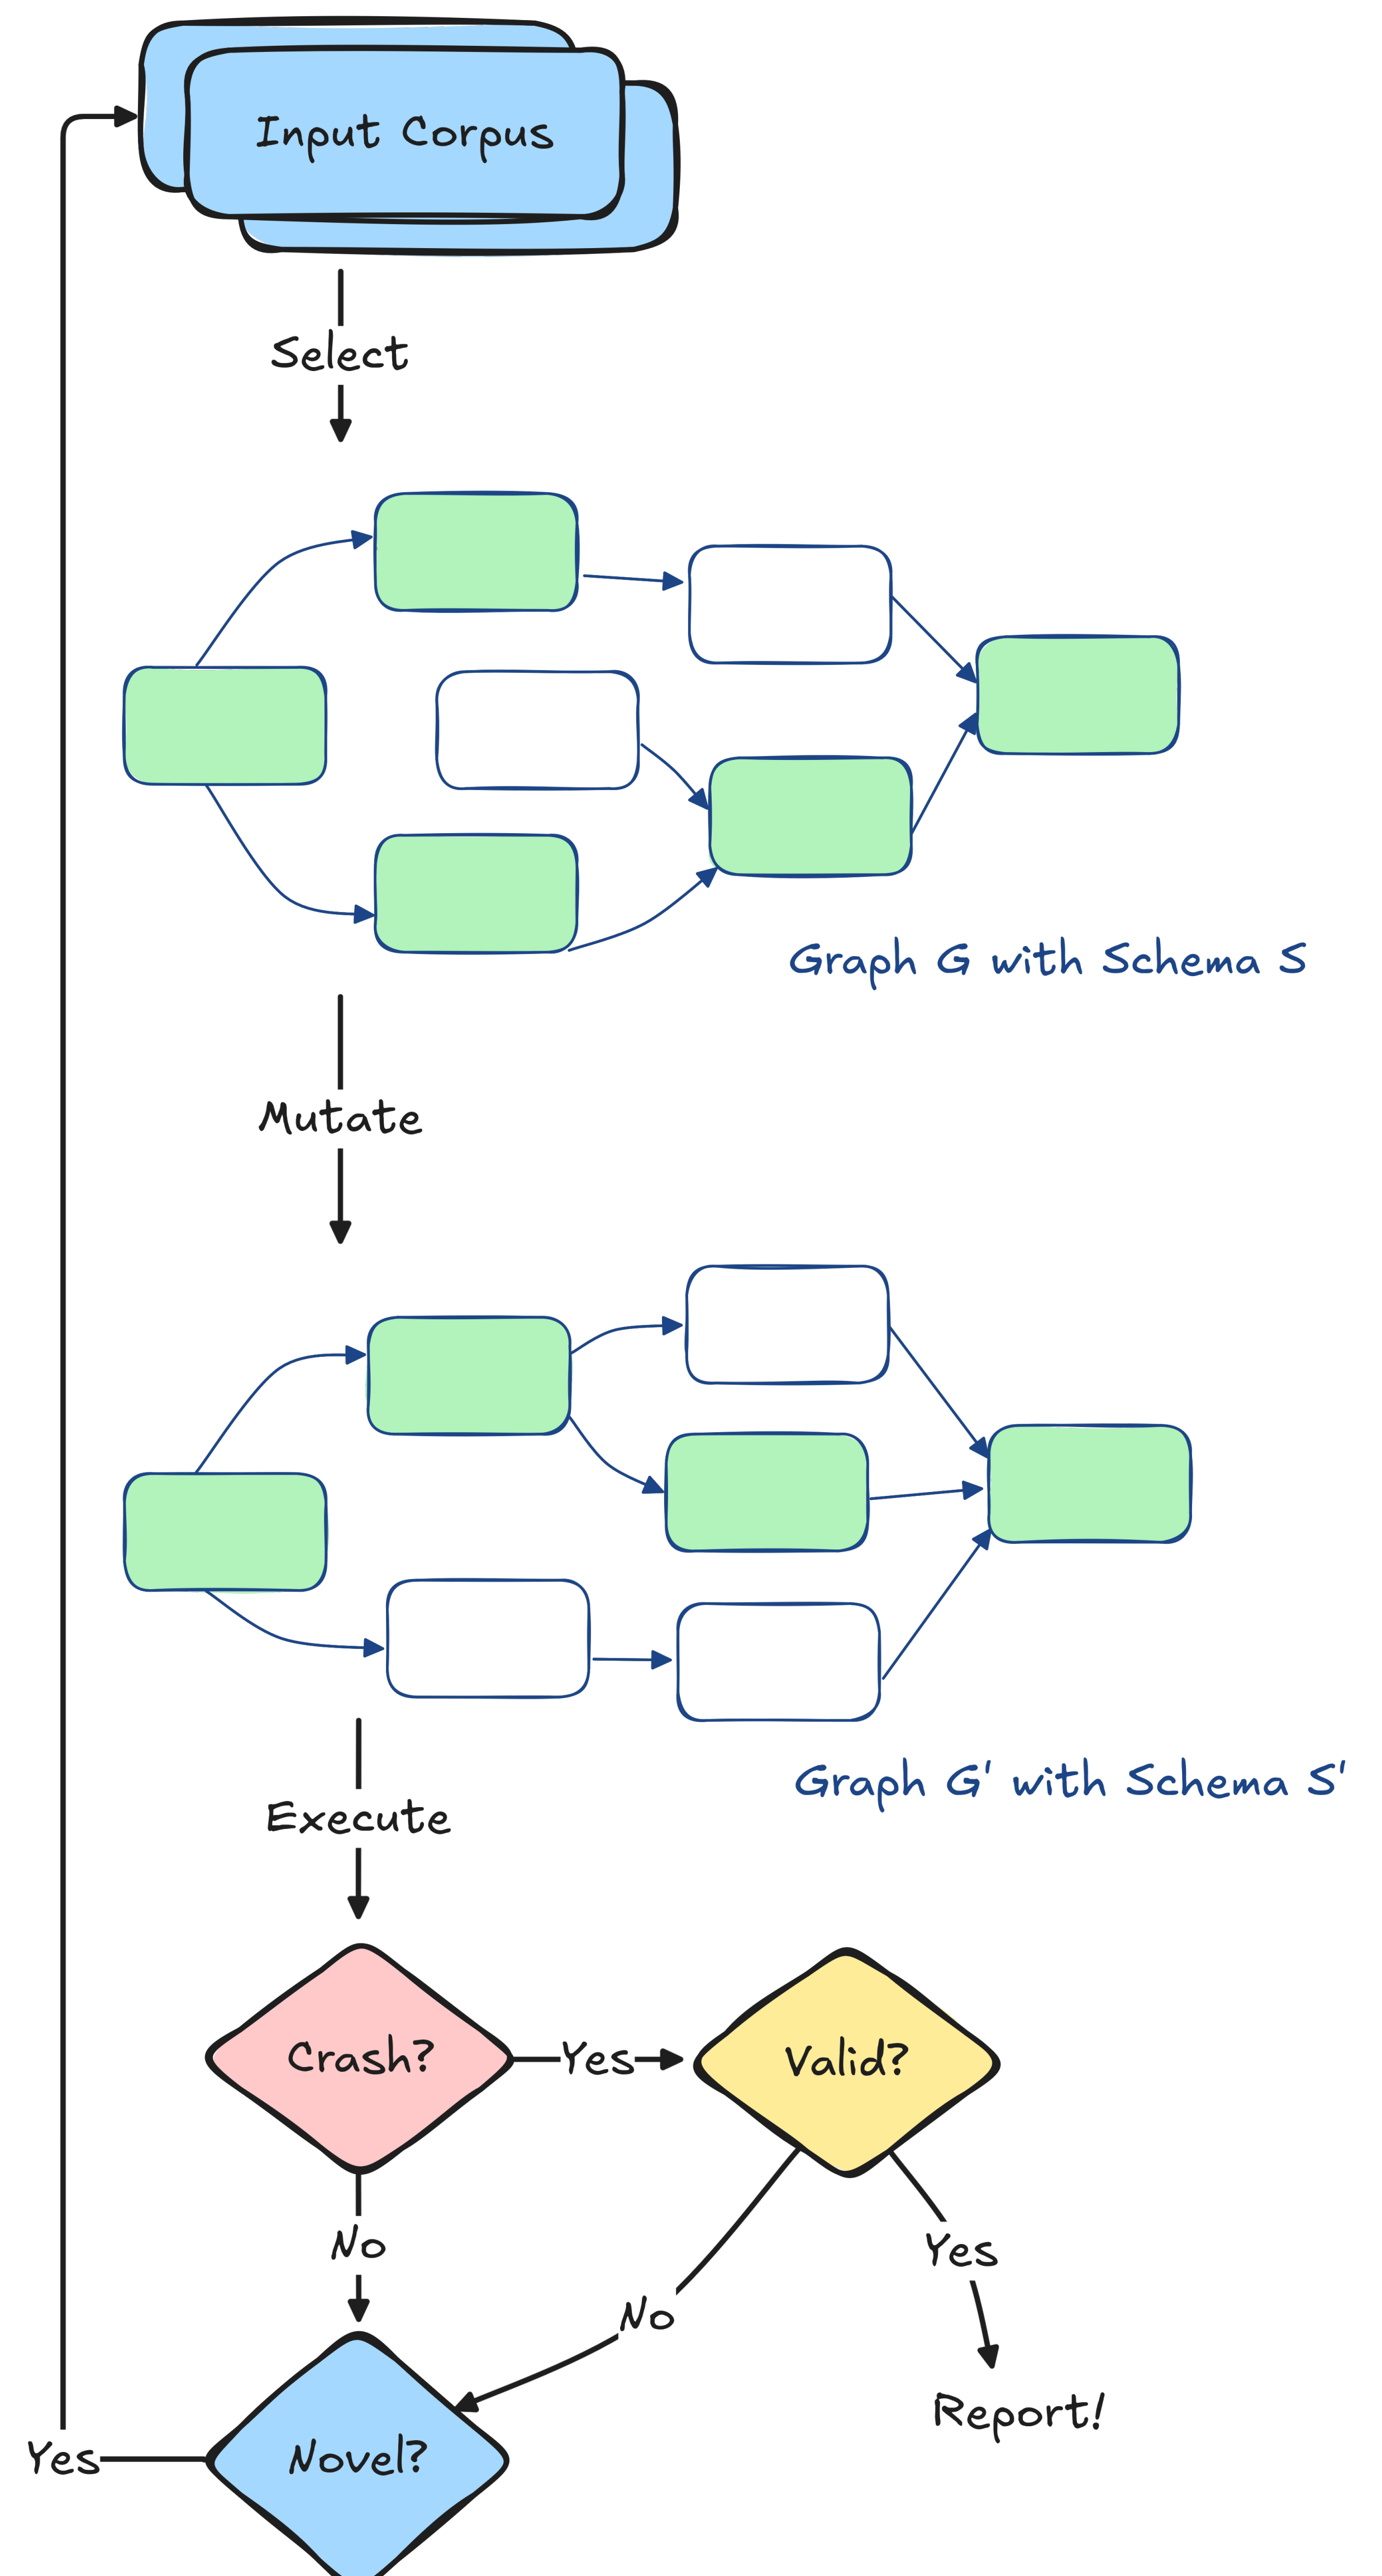 Input Corpus
Select
Graph G with Schema S
Mutate
Graph G' with Schema S'
Execute
Crash?
Yes
Valid?
No
Yes
No
Report!
Yes
Novel?